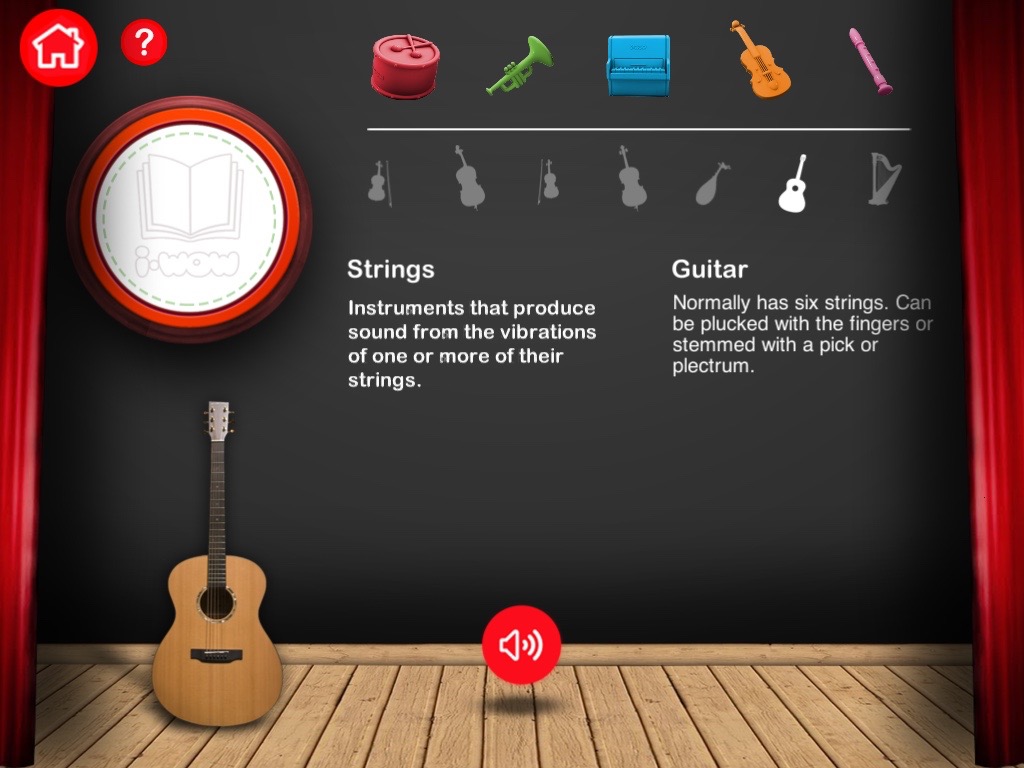 ?
j-wow
Strings
Instruments that produce
sound from the vibrations
of one or more of their
strings.
Guitar
Normally has six strings. Can
be plucked with the fingers or
stemmed with a pick or
plectrum.